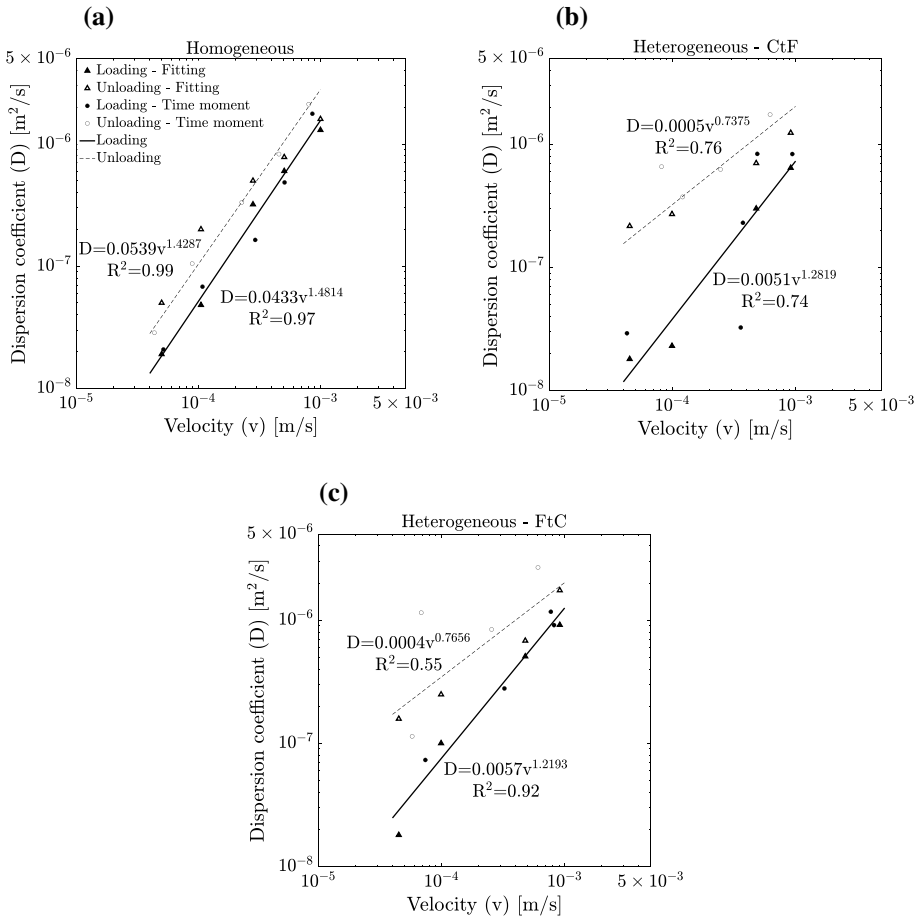 (a)
Homogeneous
5 × 10⁻⁶
Loading - Fitting
Unloading - Fitting
Loading - Time moment
Unloading - Time moment
Loading
Unloading
10⁻⁶
10⁻⁷
10⁻⁸
Dispersion coefficient (D) [m²/s]
D=0.0539v^1.4287
R²=0.99
D=0.0433v^1.4814
R²=0.97
10⁻⁵
10⁻⁴
10⁻³
5 × 10⁻³
Velocity (v) [m/s]
(b)
Heterogeneous - CtF
5 × 10⁻⁶
10⁻⁶
10⁻⁷
10⁻⁸
Dispersion coefficient (D) [m²/s]
D=0.0005v^0.7375
R²=0.76
D=0.0051v^1.2819
R²=0.74
10⁻⁵
10⁻⁴
10⁻³
5 × 10⁻³
Velocity (v) [m/s]
(c)
Heterogeneous - FtC
5 × 10⁻⁶
10⁻⁶
10⁻⁷
10⁻⁸
Dispersion coefficient (D) [m²/s]
D=0.0004v^0.7656
R²=0.55
D=0.0057v^1.2193
R²=0.92
10⁻⁵
10⁻⁴
10⁻³
5 × 10⁻³
Velocity (v) [m/s]